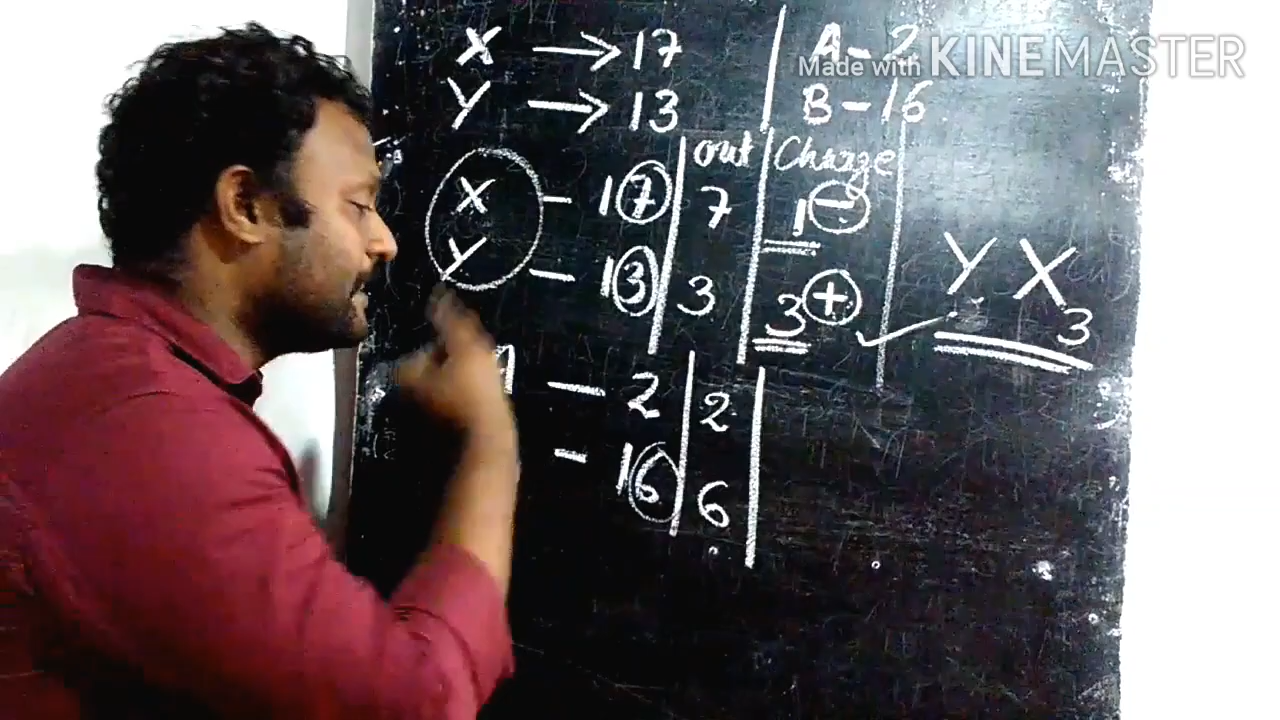 X → 17
Y → 13
A - 2
B - 16
Made with KINEMASTER
out Charge
X - 17 7 1 -
Y - 13 3 3 + ✓
Y X 3
- 2 2
- 16 6